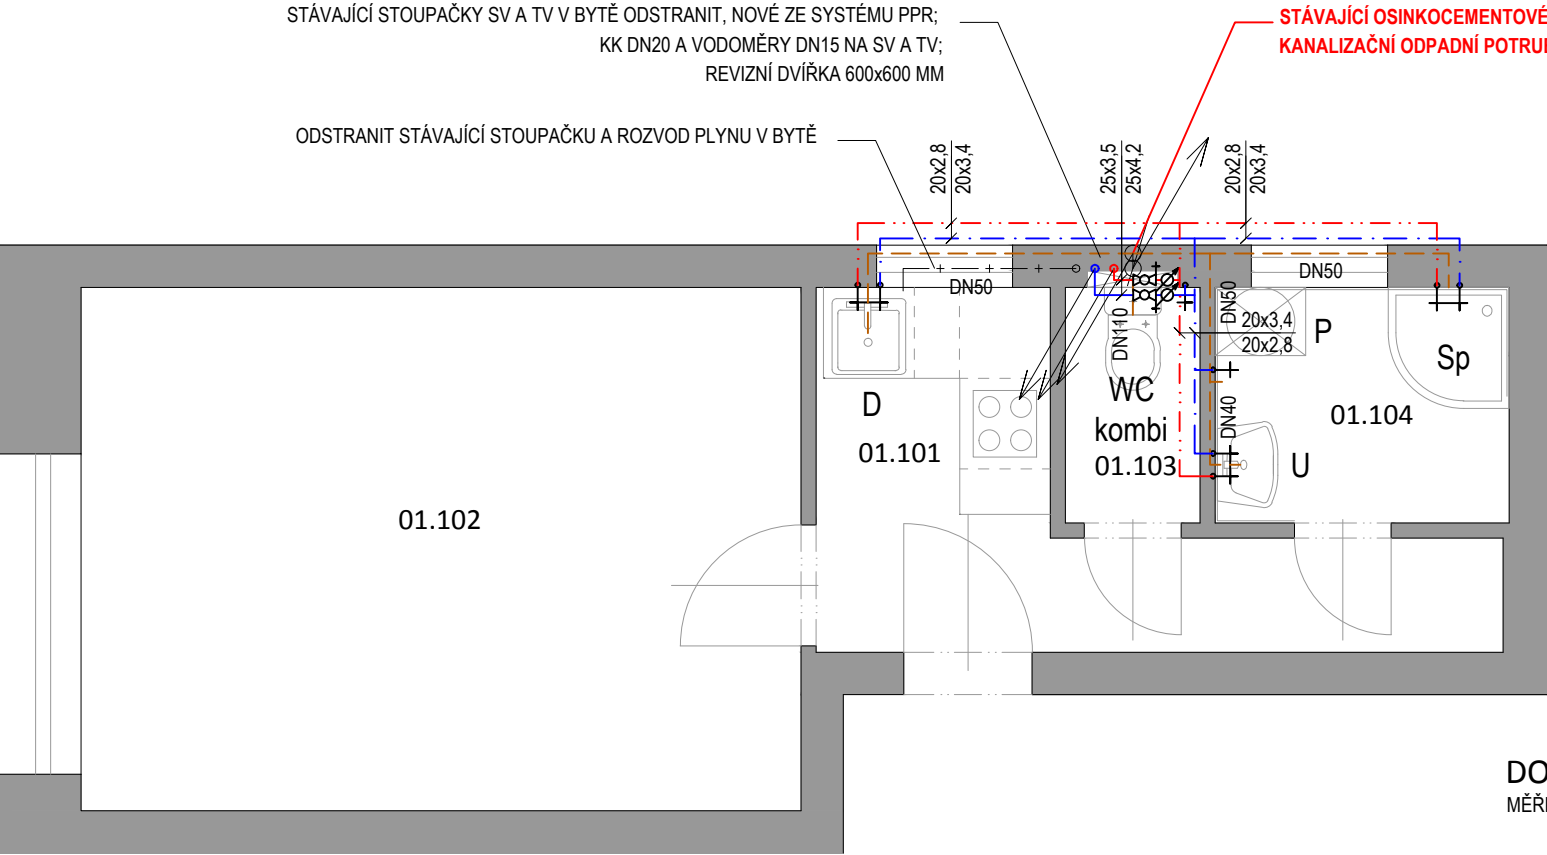 STÁVAJÍCÍ STOUPAČKY SV A TV V BYTĚ ODSTRANIT, NOVÉ ZE SYSTÉMU PPR;
KK DN20 A VODOMĚRY DN15 NA SV A TV;
REVIZNÍ DVÍŘKA 600x600 MM
STÁVAJÍCÍ OSINKOCEMENTOVÉ
KANALIZAČNÍ ODPADNÍ POTRUB
ODSTRANIT STÁVAJÍCÍ STOUPAČKU A ROZVOD PLYNU V BYTĚ
20x2,8
20x3,4
25x3,5
25x4,2
20x2,8
20x3,4
DN50
DN50
DN110
DN50
20x3,4
20x2,8
P
Sp
D
WC
kombi
DN40
01.104
01.101
01.103
U
01.102
DO
MĚŘ